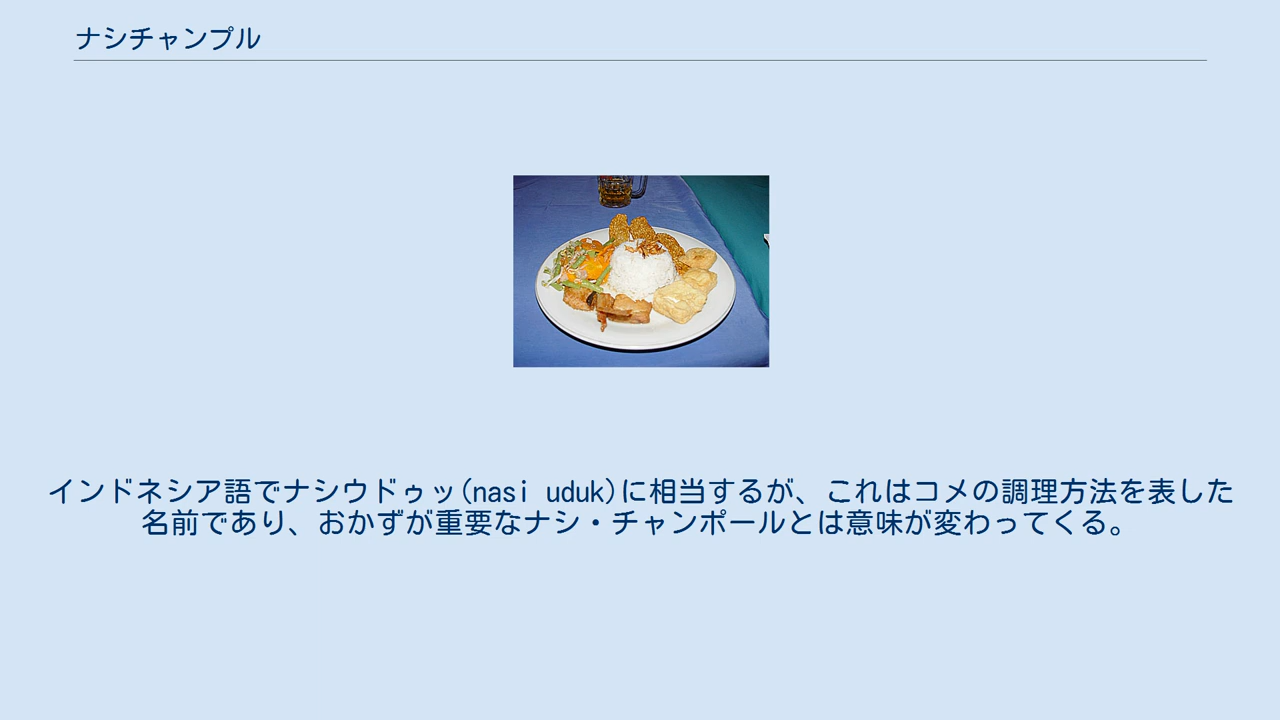 ナシチャンプル
インドネシア語でナシウドゥッ(nasi uduk)に相当するが、これはコメの調理方法を表した
名前であり、おかずが重要なナシ・チャンポールとは意味が変わってくる。